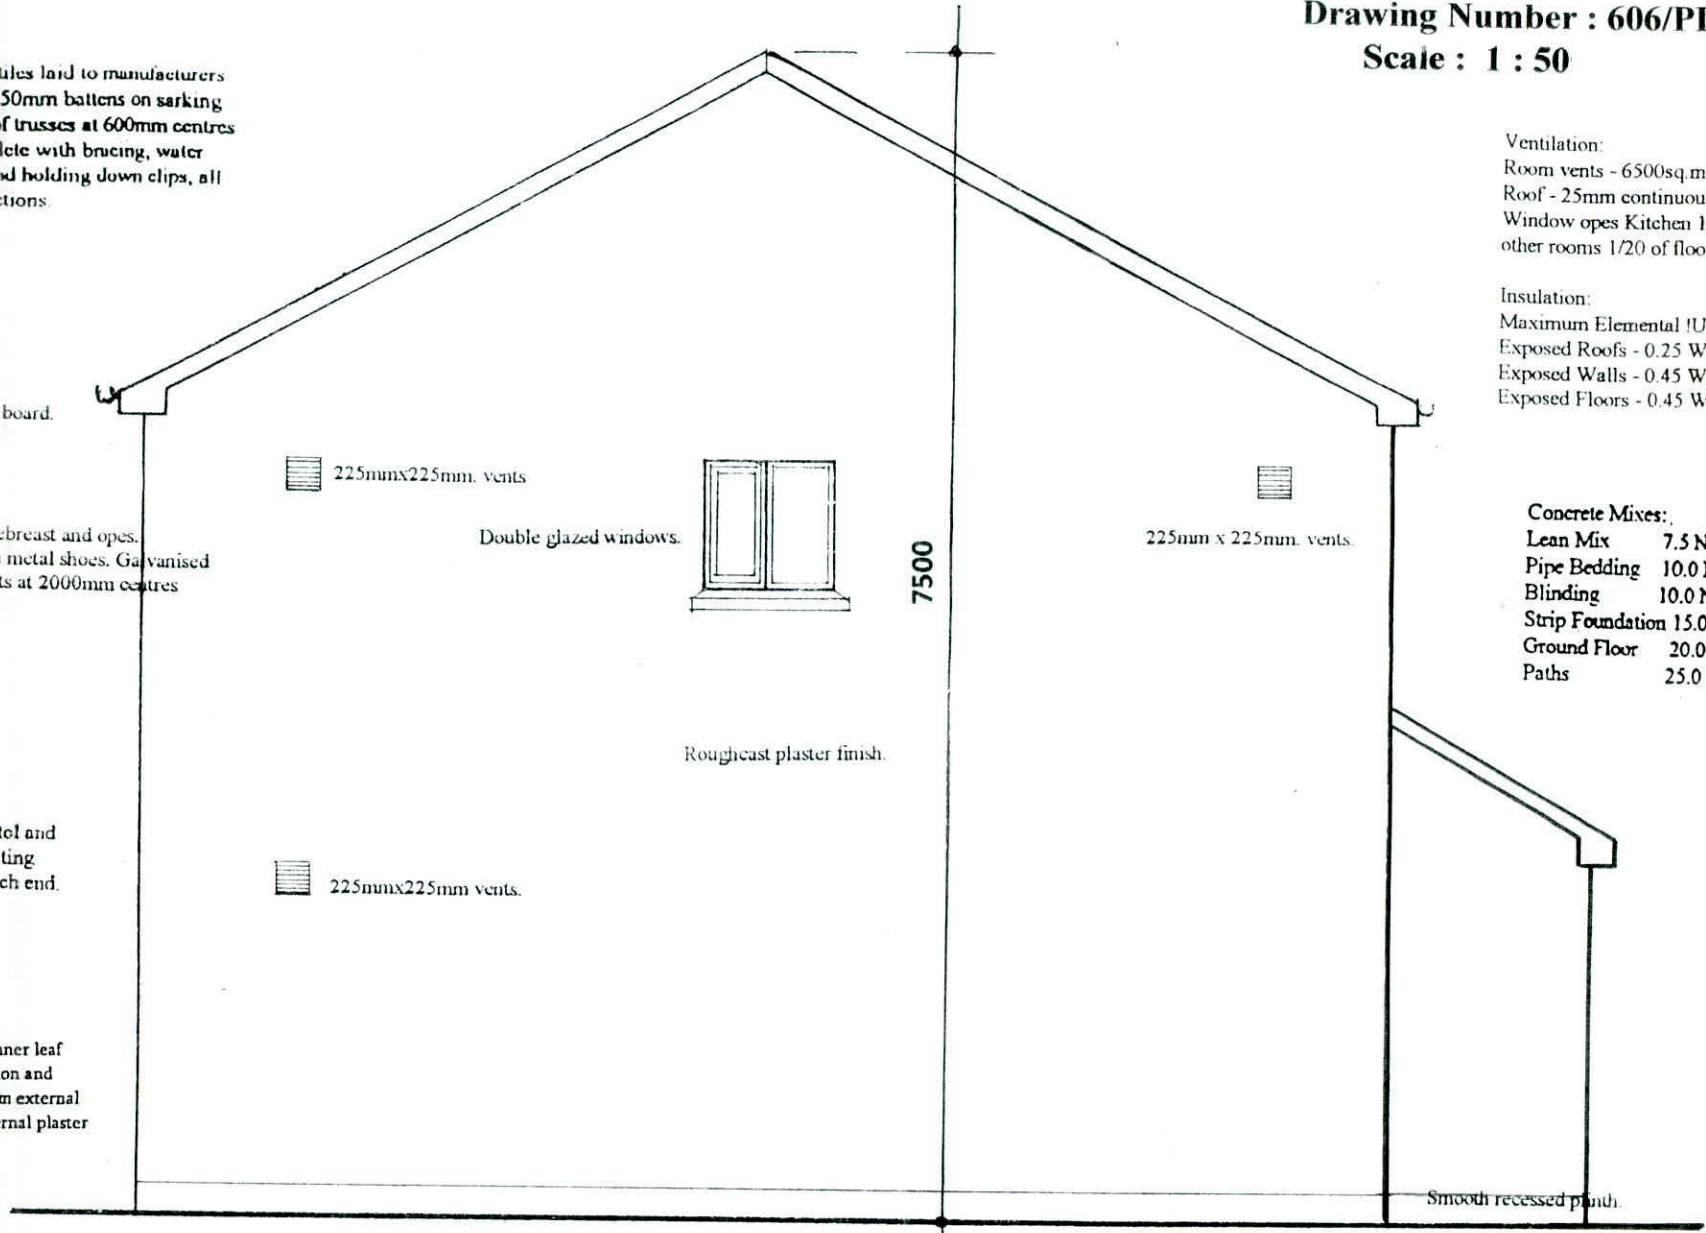 Drawing Number : 606/PI
Scale : 1 : 50
tiles laid to manufacturers
50mm battens on sarking
of trusses at 600mm centres
lete with bracing, water
nd holding down clips, all
ctions.
Ventilation:
Room vents - 6500sq.m
Roof - 25mm continuou
Window opes Kitchen 1
other rooms 1/20 of floo
Insulation:
Maximum Elemental !U
Exposed Roofs - 0.25 W
Exposed Walls - 0.45 W
Exposed Floors - 0.45 W
board.
225mmx225mm. vents
Double glazed windows.
225mm x 225mm. vents.
7500
ebreast and opes.
metal shoes. Galvanised
ts at 2000mm centres
Concrete Mixes:.
Lean Mix 7.5 N
Pipe Bedding 10.0 N
Blinding 10.0 N
Strip Foundation 15.0
Ground Floor 20.0
Paths 25.0
Roughcast plaster finish.
tel and
ting
ch end.
225mmx225mm vents.
nner leaf
on and
m external
ernal plaster
Smooth recessed plinth.